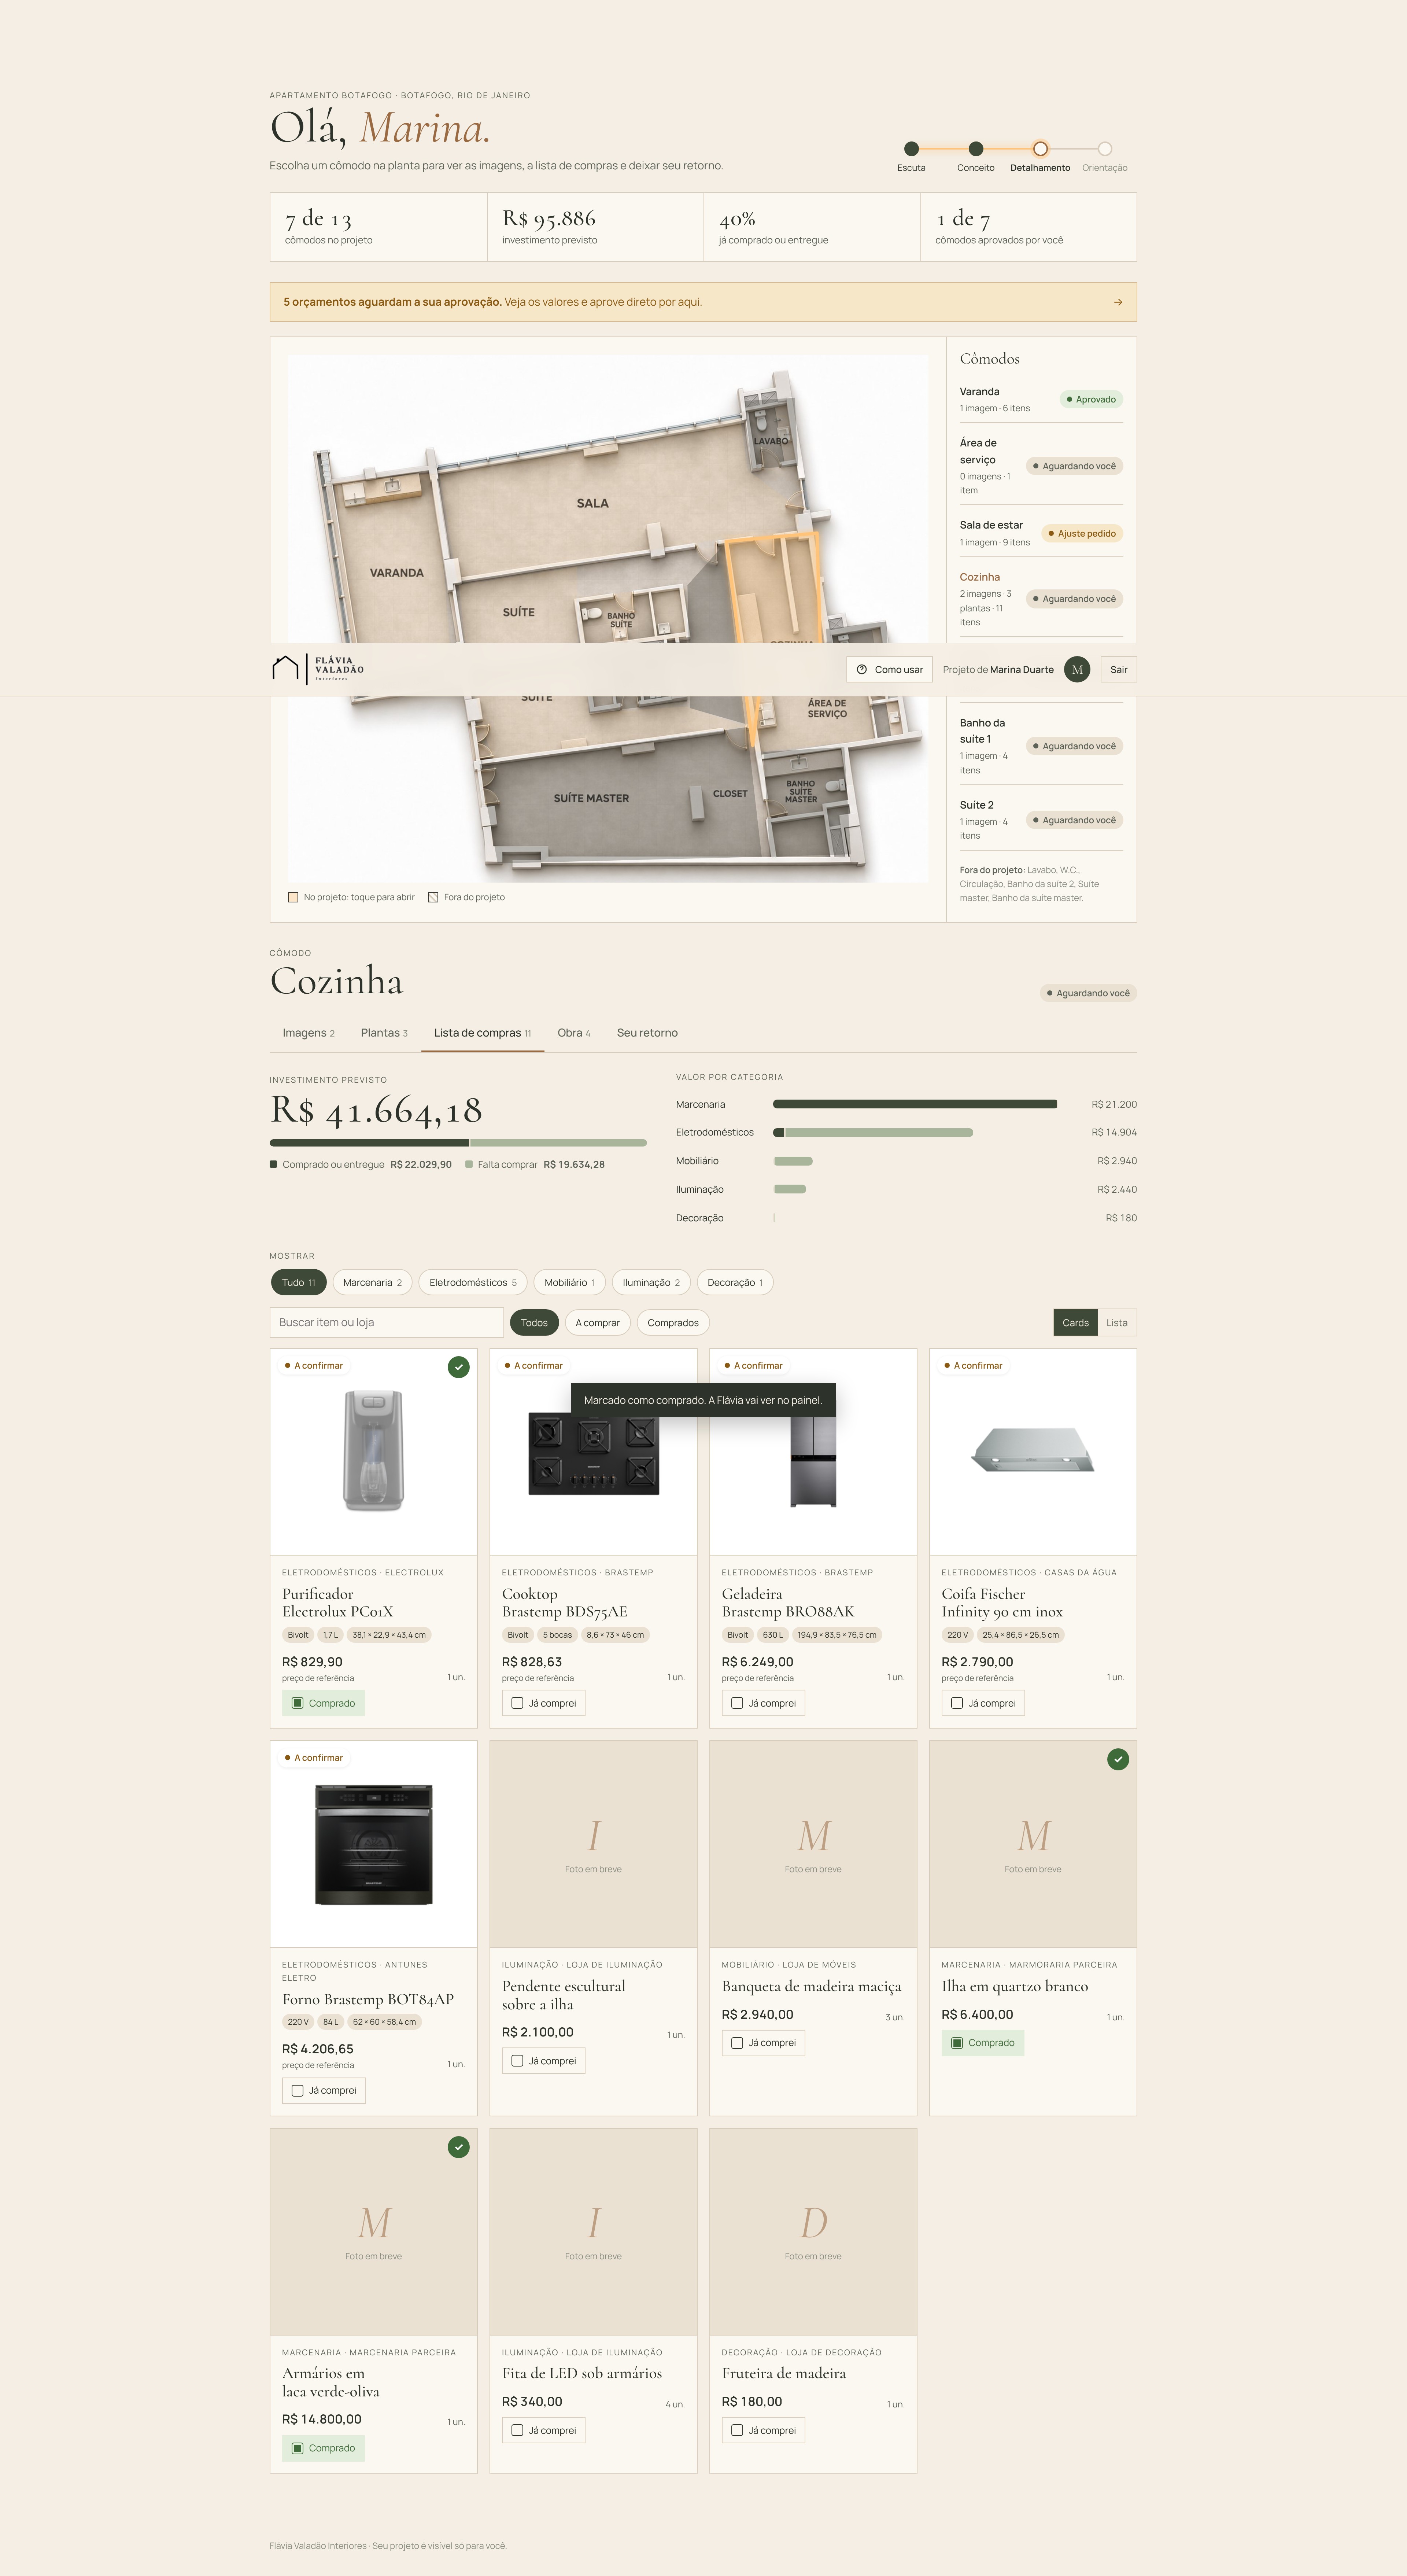 APARTAMENTO BOTAFOGO · BOTAFOGO, RIO DE JANEIRO
Olá, Marina.
Escolha um cômodo na planta para ver as imagens, a lista de compras e deixar seu retorno.
Escuta
Conceito
Detalhamento
Orientação
7 de 13
cômodos no projeto
R$ 95.886
investimento previsto
40%
já comprado ou entregue
1 de 7
cômodos aprovados por você
5 orçamentos aguardam a sua aprovação. Veja os valores e aprove direto por aqui.
LAVABO
SALA
VARANDA
SUÍTE
BANHO
SUÍTE
Cômodos
Varanda
1 imagem · 6 itens
Aprovado
Área de
serviço
0 imagens · 1
item
Aguardando você
Sala de estar
1 imagem · 9 itens
Ajuste pedido
Cozinha
2 imagens · 3
plantas · 11
itens
Aguardando você
FLÁVIA
VALADÃO
Interiores
Como usar
Projeto de Marina Duarte
M
Sair
SUÍTE
ÁREA DE
SERVIÇO
SUÍTE MASTER
CLOSET
BANHO
SUÍTE
MASTER
Banho da
suíte 1
1 imagem · 4
itens
Aguardando você
Suíte 2
1 imagem · 4
itens
Aguardando você
Fora do projeto: Lavabo, W.C.,
Circulação, Banho da suíte 2, Suíte
master, Banho da suíte master.
No projeto: toque para abrir
Fora do projeto
CÔMODO
Cozinha
Aguardando você
Imagens 2
Plantas 3
Lista de compras 11
Obra 4
Seu retorno
INVESTIMENTO PREVISTO
R$ 41.664,18
Comprado ou entregue R$ 22.029,90
Falta comprar R$ 19.634,28
VALOR POR CATEGORIA
Marcenaria R$ 21.200
Eletrodomésticos R$ 14.904
Mobiliário R$ 2.940
Iluminação R$ 2.440
Decoração R$ 180
MOSTRAR
Tudo 11
Marcenaria 2
Eletrodomésticos 5
Mobiliário 1
Iluminação 2
Decoração 1
Buscar item ou loja
Todos
A comprar
Comprados
Cards
Lista
Marcado como comprado. A Flávia vai ver no painel.
A confirmar
ELETRODOMÉSTICOS · ELECTROLUX
Purificador
Electrolux PC01X
Bivolt
1,7 L
38,1 × 22,9 × 43,4 cm
R$ 829,90
preço de referência
1 un.
Comprado
A confirmar
ELETRODOMÉSTICOS · BRASTEMP
Cooktop
Brastemp BDS75AE
Bivolt
5 bocas
8,6 × 73 × 46 cm
R$ 828,63
preço de referência
1 un.
Já comprei
A confirmar
ELETRODOMÉSTICOS · BRASTEMP
Geladeira
Brastemp BRO88AK
Bivolt
630 L
194,9 × 83,5 × 76,5 cm
R$ 6.249,00
preço de referência
1 un.
Já comprei
A confirmar
ELETRODOMÉSTICOS · CASAS DA ÁGUA
Coifa Fischer
Infinity 90 cm inox
220 V
25,4 × 86,5 × 26,5 cm
R$ 2.790,00
preço de referência
1 un.
Já comprei
A confirmar
ELETRODOMÉSTICOS · ANTUNES
ELETRO
Forno Brastemp BOT84AP
220 V
84 L
62 × 60 × 58,4 cm
R$ 4.206,65
preço de referência
1 un.
Já comprei
I
Foto em breve
ILUMINAÇÃO · LOJA DE ILUMINAÇÃO
Pendente escultural
sobre a ilha
R$ 2.100,00
1 un.
Já comprei
M
Foto em breve
MOBILIÁRIO · LOJA DE MÓVEIS
Banqueta de madeira maciça
R$ 2.940,00
3 un.
Já comprei
M
Foto em breve
MARCENARIA · MARMORARIA PARCEIRA
Ilha em quartzo branco
R$ 6.400,00
1 un.
Comprado
M
Foto em breve
MARCENARIA · MARCENARIA PARCEIRA
Armários em
laca verde-oliva
R$ 14.800,00
1 un.
Comprado
I
Foto em breve
ILUMINAÇÃO · LOJA DE ILUMINAÇÃO
Fita de LED sob armários
R$ 340,00
4 un.
Já comprei
D
Foto em breve
DECORAÇÃO · LOJA DE DECORAÇÃO
Fruteira de madeira
R$ 180,00
1 un.
Já comprei
Flávia Valadão Interiores · Seu projeto é visível só para você.